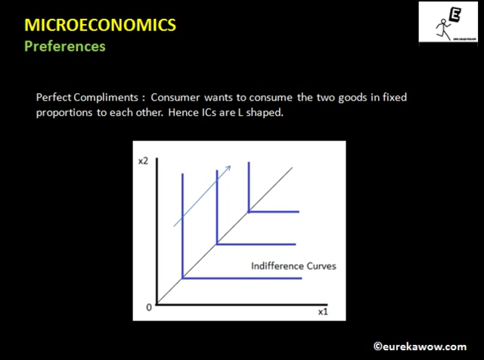 MICROECONOMICS
Preferences
E
Perfect Compliments : Consumer wants to consume the two goods in fixed
proportions to each other. Hence ICs are L shaped.
x2
Indifference Curves
0
x1
©eurekawow.com